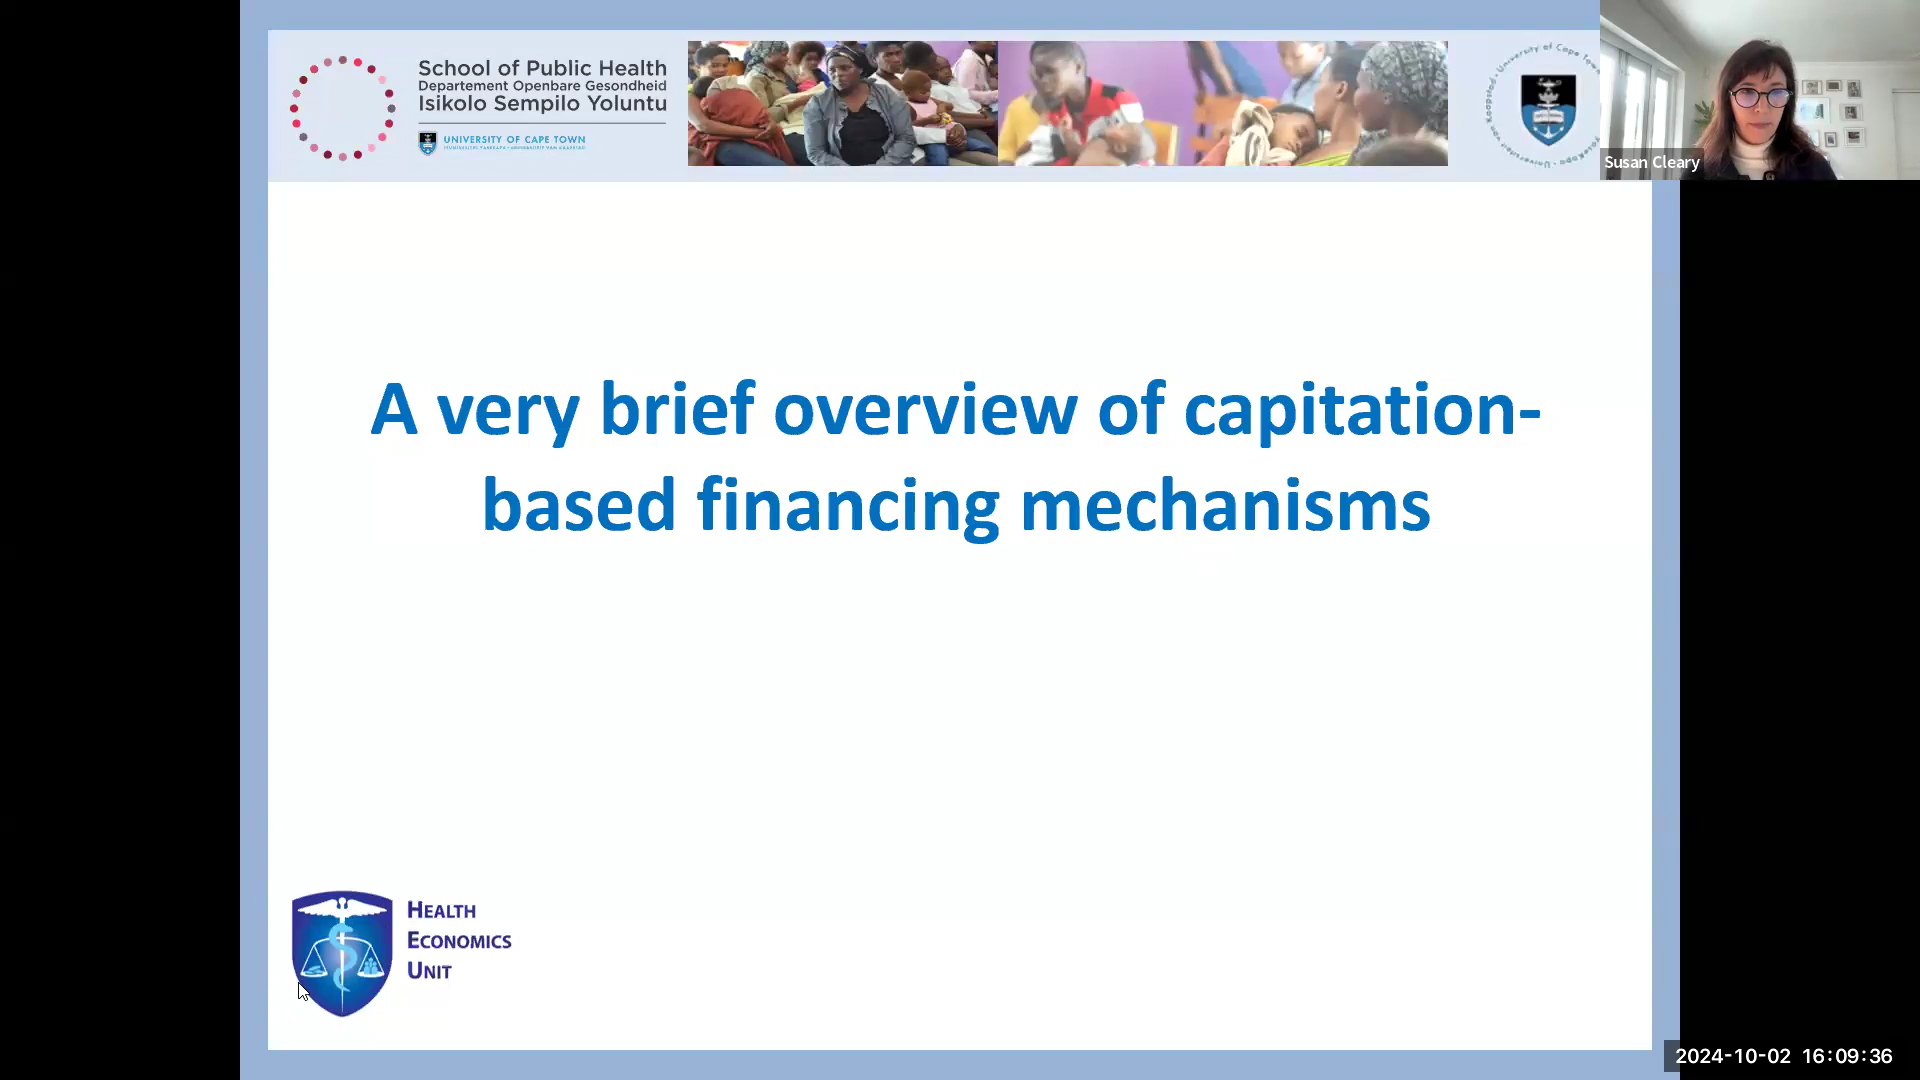 School of Public Health
Departement Openbare Gesondheid
Isikolo Sempilo Yoluntu
UNIVERSITY OF CAPE TOWN
Susan Cleary
A very brief overview of capitation-
based financing mechanisms
HEALTH
ECONOMICS
UNIT
2024-10-02 16:09:36